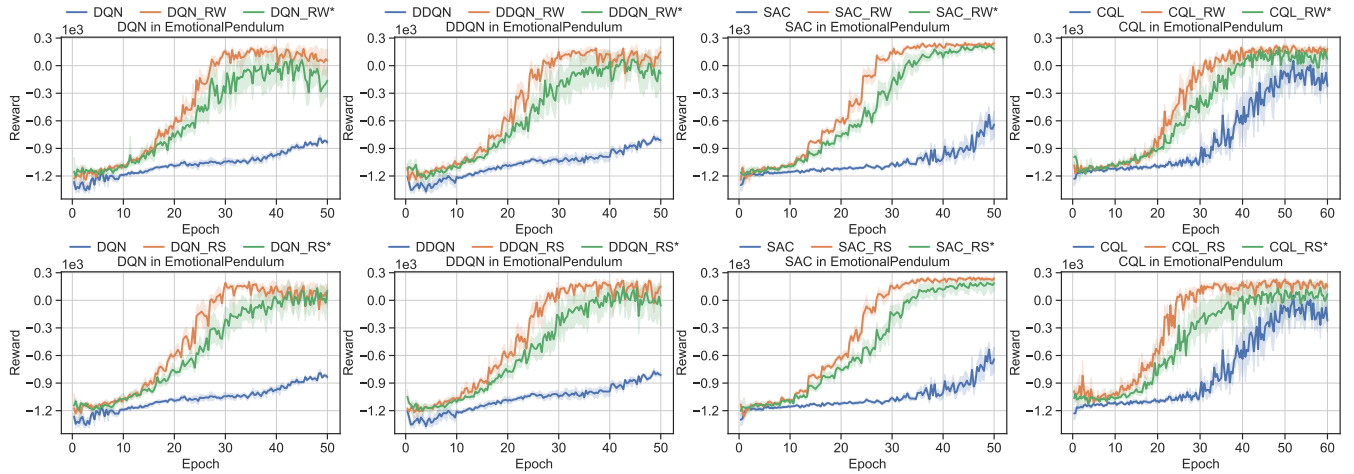 DQN DQN_RW DQN_RW*
DQN in EmotionalPendulum
1e3
Reward
0.3
0.0
−0.3
−0.6
−0.9
−1.2
0 10 20 30 40 50
Epoch
DDQN DDQN_RW DDQN_RW*
DDQN in EmotionalPendulum
1e3
Reward
0.3
0.0
−0.3
−0.6
−0.9
−1.2
0 10 20 30 40 50
Epoch
SAC SAC_RW SAC_RW*
SAC in EmotionalPendulum
1e3
Reward
0.3
0.0
−0.3
−0.6
−0.9
−1.2
0 10 20 30 40 50
Epoch
CQL CQL_RW CQL_RW*
CQL in EmotionalPendulum
1e3
Reward
0.3
0.0
−0.3
−0.6
−0.9
−1.2
0 10 20 30 40 50 60
Epoch
DQN DQN_RS DQN_RS*
DQN in EmotionalPendulum
1e3
Reward
0.3
0.0
−0.3
−0.6
−0.9
−1.2
0 10 20 30 40 50
Epoch
DDQN DDQN_RS DDQN_RS*
DDQN in EmotionalPendulum
1e3
Reward
0.3
0.0
−0.3
−0.6
−0.9
−1.2
0 10 20 30 40 50
Epoch
SAC SAC_RS SAC_RS*
SAC in EmotionalPendulum
1e3
Reward
0.3
0.0
−0.3
−0.6
−0.9
−1.2
0 10 20 30 40 50
Epoch
CQL CQL_RS CQL_RS*
CQL in EmotionalPendulum
1e3
Reward
0.3
0.0
−0.3
−0.6
−0.9
−1.2
0 10 20 30 40 50 60
Epoch